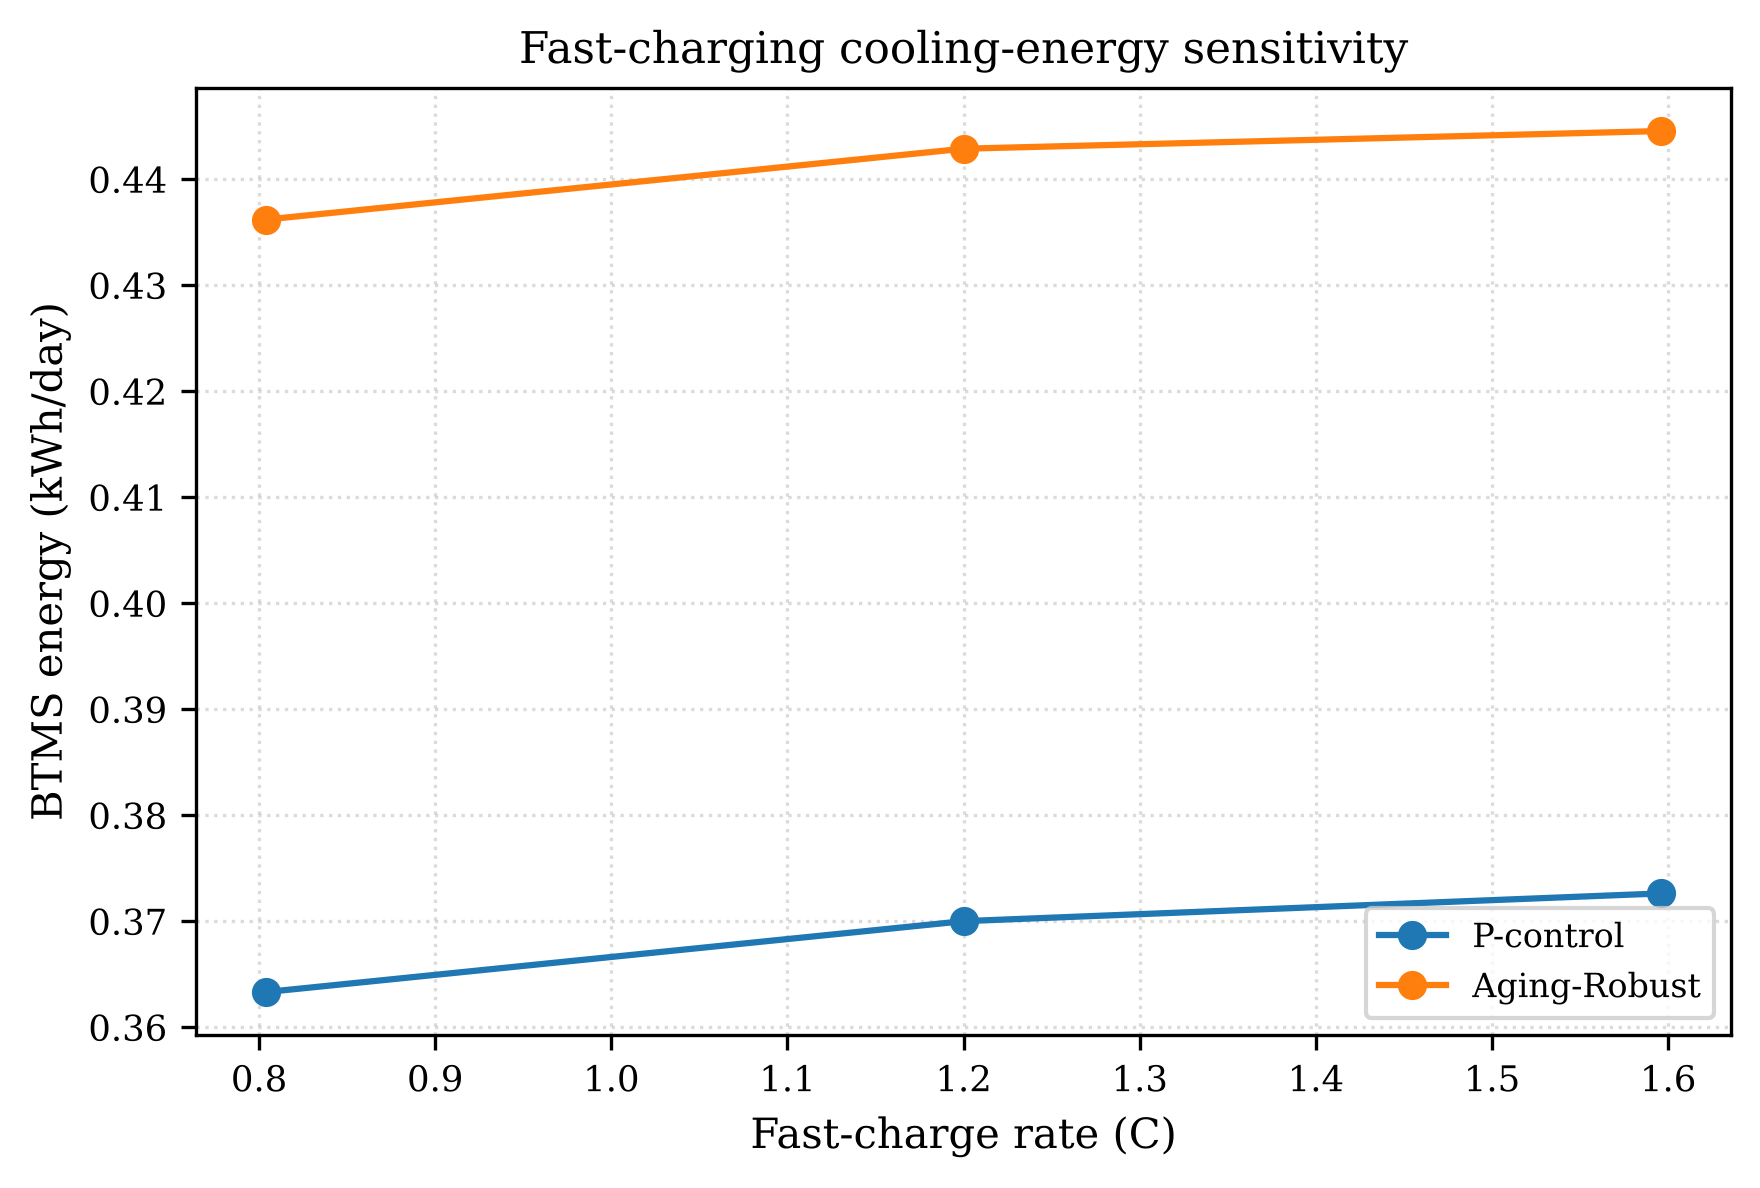 Fast-charging cooling-energy sensitivity
BTMS energy (kWh/day)
0.44
0.43
0.42
0.41
0.40
0.39
0.38
0.37
0.36
P-control
Aging-Robust
0.8 0.9 1.0 1.1 1.2 1.3 1.4 1.5 1.6
Fast-charge rate (C)